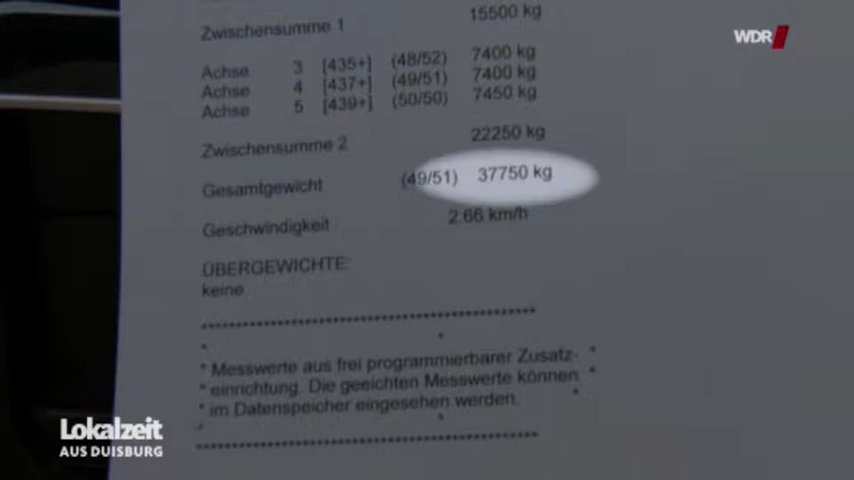 WDR
Zwischensumme 1 15500 kg
Achse 3 [435+] (48/52) 7400 kg
Achse 4 [437+] (49/51) 7400 kg
Achse 5 [439+] (50/50) 7450 kg
Zwischensumme 2 22250 kg
Gesamtgewicht (49/51) 37750 kg
Geschwindigkeit 2.66 km/h
ÜBERGEWICHTE:
keine
****************************************
* *
* Messwerte aus frei programmierbarer Zusatz- *
* einrichtung. Die geeichten Messwerte können *
* im Datenspeicher eingesehen werden. *
* *
****************************************
Lokalzeit
AUS DUISBURG